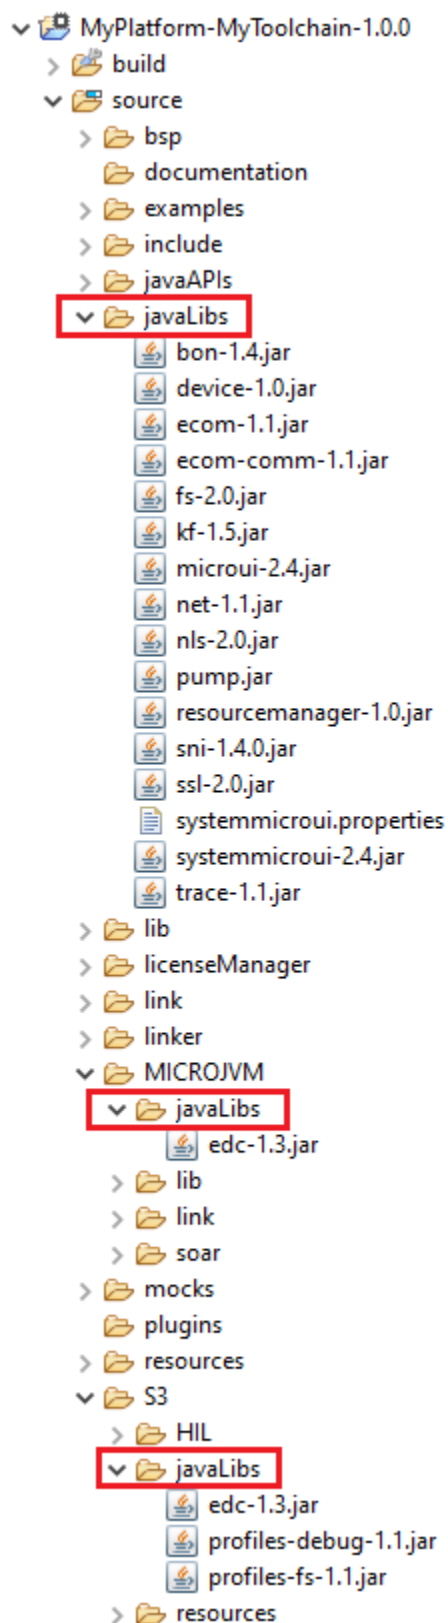 MyPlatform-MyToolchain-1.0.0
build
source
bsp
documentation
examples
include
javaAPIs
javaLibs
bon-1.4.jar
device-1.0.jar
ecom-1.1.jar
ecom-comm-1.1.jar
fs-2.0.jar
kf-1.5.jar
microui-2.4.jar
net-1.1.jar
nls-2.0.jar
pump.jar
resourcemanager-1.0.jar
sni-1.4.0.jar
ssl-2.0.jar
systemmicroui.properties
systemmicroui-2.4.jar
trace-1.1.jar
lib
licenseManager
link
linker
MICROJVM
javaLibs
edc-1.3.jar
lib
link
soar
mocks
plugins
resources
S3
HIL
javaLibs
edc-1.3.jar
profiles-debug-1.1.jar
profiles-fs-1.1.jar
resources